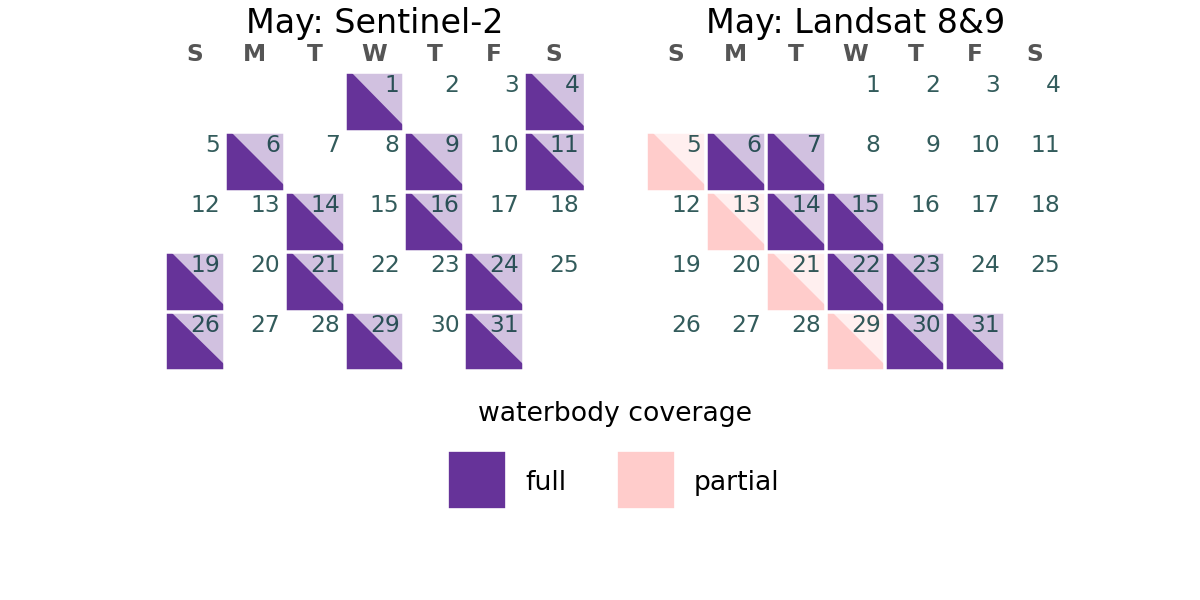 May: Sentinel-2
S M T W T F S
1 2 3 4
5 6 7 8 9 10 11
12 13 14 15 16 17 18
19 20 21 22 23 24 25
26 27 28 29 30 31
May: Landsat 8&9
S M T W T F S
1 2 3 4
5 6 7 8 9 10 11
12 13 14 15 16 17 18
19 20 21 22 23 24 25
26 27 28 29 30 31
waterbody coverage
full partial